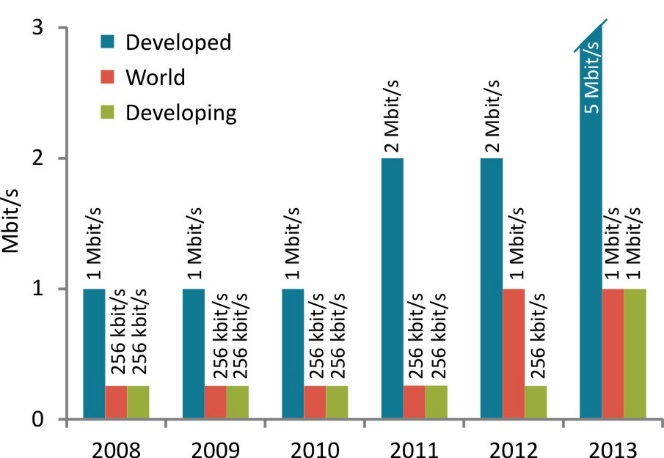 Mbit/s
3
2
1
0
Developed
World
Developing
1 Mbit/s
256 kbit/s
256 kbit/s
1 Mbit/s
256 kbit/s
256 kbit/s
1 Mbit/s
256 kbit/s
256 kbit/s
2 Mbit/s
256 kbit/s
256 kbit/s
2 Mbit/s
1 Mbit/s
256 kbit/s
5 Mbit/s
1 Mbit/s
1 Mbit/s
2008 2009 2010 2011 2012 2013